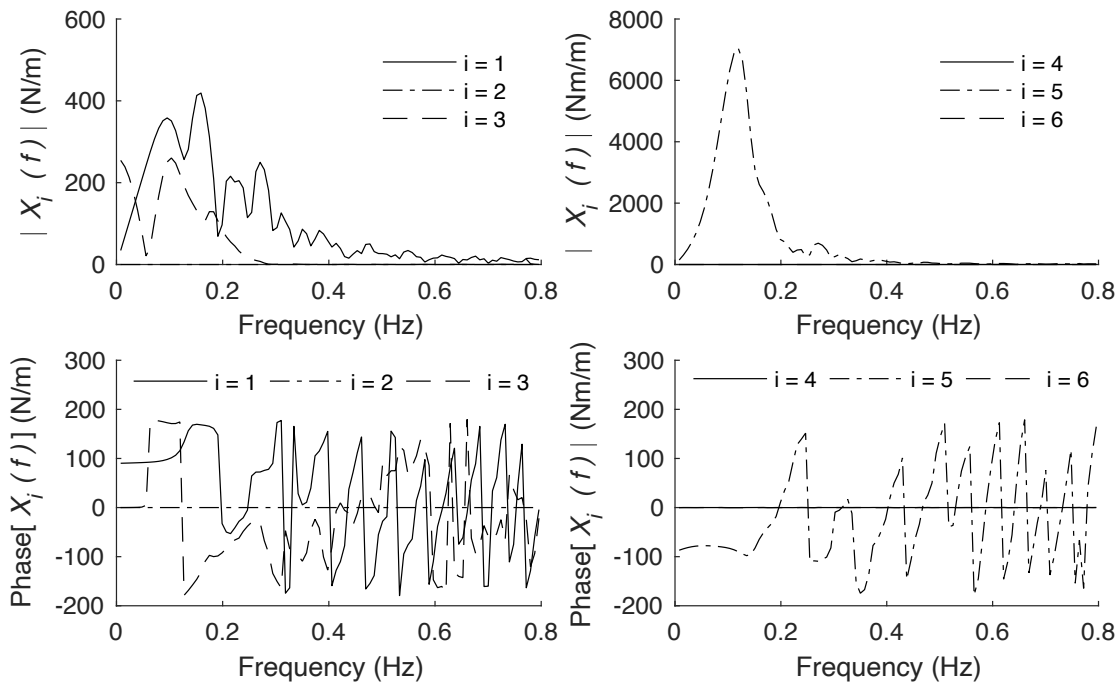 600
400
200
0
| X_i ( f ) | (N/m)
i = 1
i = 2
i = 3
0 0.2 0.4 0.6 0.8
Frequency (Hz)
8000
6000
4000
2000
0
| X_i ( f ) | (Nm/m)
i = 4
i = 5
i = 6
0 0.2 0.4 0.6 0.8
Frequency (Hz)
300
200
100
0
-100
-200
Phase[ X_i ( f ) ] (N/m)
i = 1 i = 2 i = 3
0 0.2 0.4 0.6 0.8
Frequency (Hz)
300
200
100
0
-100
-200
Phase[ X_i ( f ) | (Nm/m)
i = 4 i = 5 i = 6
0 0.2 0.4 0.6 0.8
Frequency (Hz)